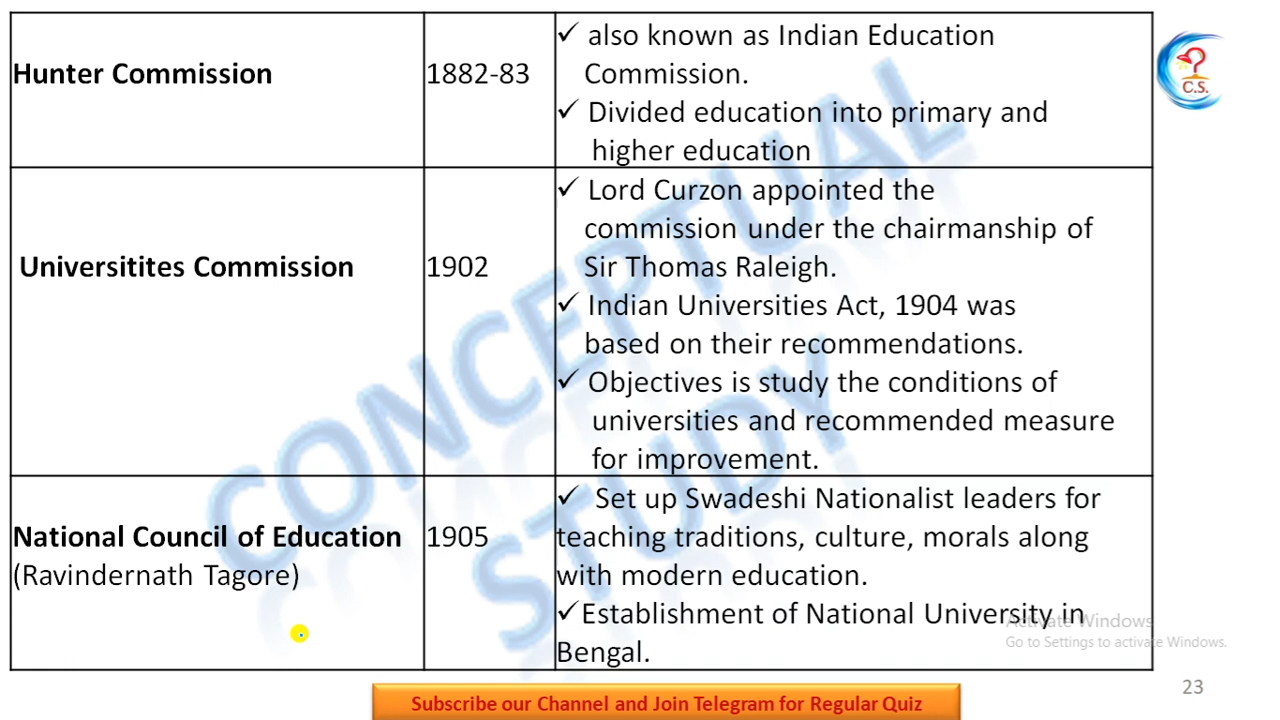 Hunter Commission
1882-83
✓ also known as Indian Education
Commission.
✓ Divided education into primary and
higher education
Universitites Commission
1902
✓ Lord Curzon appointed the
commission under the chairmanship of
Sir Thomas Raleigh.
✓ Indian Universities Act, 1904 was
based on their recommendations.
✓ Objectives is study the conditions of
universities and recommended measure
for improvement.
National Council of Education
(Ravindernath Tagore)
1905
✓ Set up Swadeshi Nationalist leaders for
teaching traditions, culture, morals along
with modern education.
✓Establishment of National University in
Bengal.
CONCEPTUAL
STUDY
C.S.
Activate Windows
Go to Settings to activate Windows.
23
Subscribe our Channel and Join Telegram for Regular Quiz